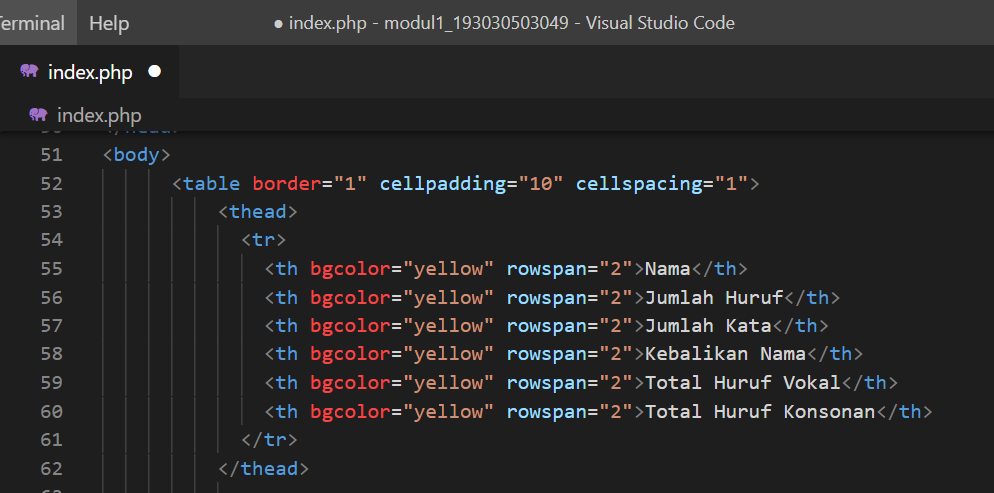 Terminal Help ● index.php - modul1_193030503049 - Visual Studio Code
index.php ●
index.php
51 <body>
52 <table border="1" cellpadding="10" cellspacing="1">
53 <thead>
54 <tr>
55 <th bgcolor="yellow" rowspan="2">Nama</th>
56 <th bgcolor="yellow" rowspan="2">Jumlah Huruf</th>
57 <th bgcolor="yellow" rowspan="2">Jumlah Kata</th>
58 <th bgcolor="yellow" rowspan="2">Kebalikan Nama</th>
59 <th bgcolor="yellow" rowspan="2">Total Huruf Vokal</th>
60 <th bgcolor="yellow" rowspan="2">Total Huruf Konsonan</th>
61 </tr>
62 </thead>